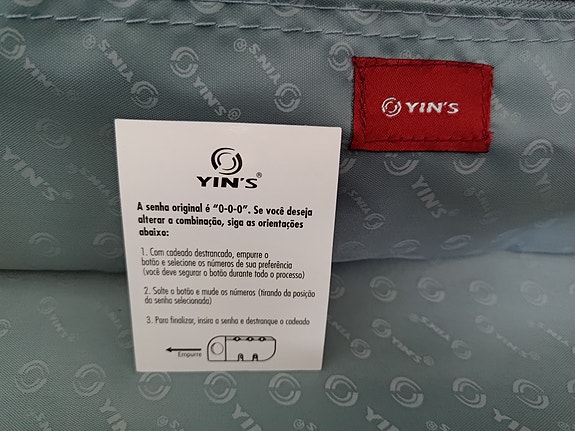 YIN'S
YIN'S®
A senha original é "0-0-0". Se você deseja
alterar a combinação, siga as orientações
abaixo:
1. Com cadeado destrancado, empurre o
botão e selecione os números de sua preferência
(você deve segurar o botão durante todo o processo)
2. Solte o botão e mude os números (tirando da posição
da senha selecionada)
3. Para finalizar, insira a senha e destranque o cadeado
Empurre